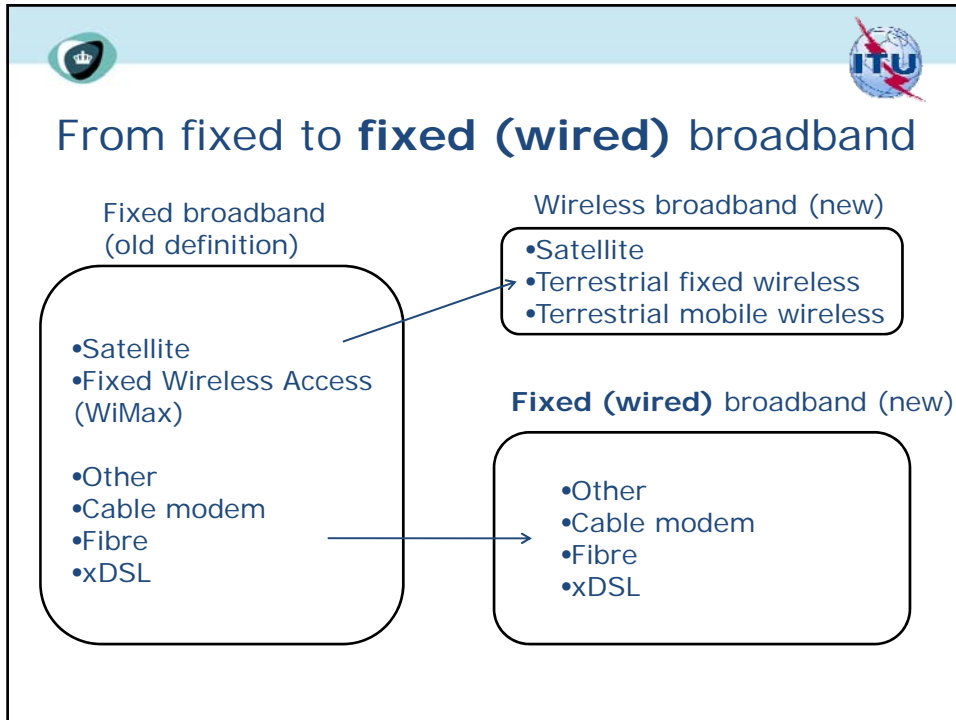 ITU
From fixed to fixed (wired) broadband
Fixed broadband
(old definition)
•Satellite
•Fixed Wireless Access
(WiMax)
•Other
•Cable modem
•Fibre
•xDSL
Wireless broadband (new)
•Satellite
•Terrestrial fixed wireless
•Terrestrial mobile wireless
Fixed (wired) broadband (new)
•Other
•Cable modem
•Fibre
•xDSL